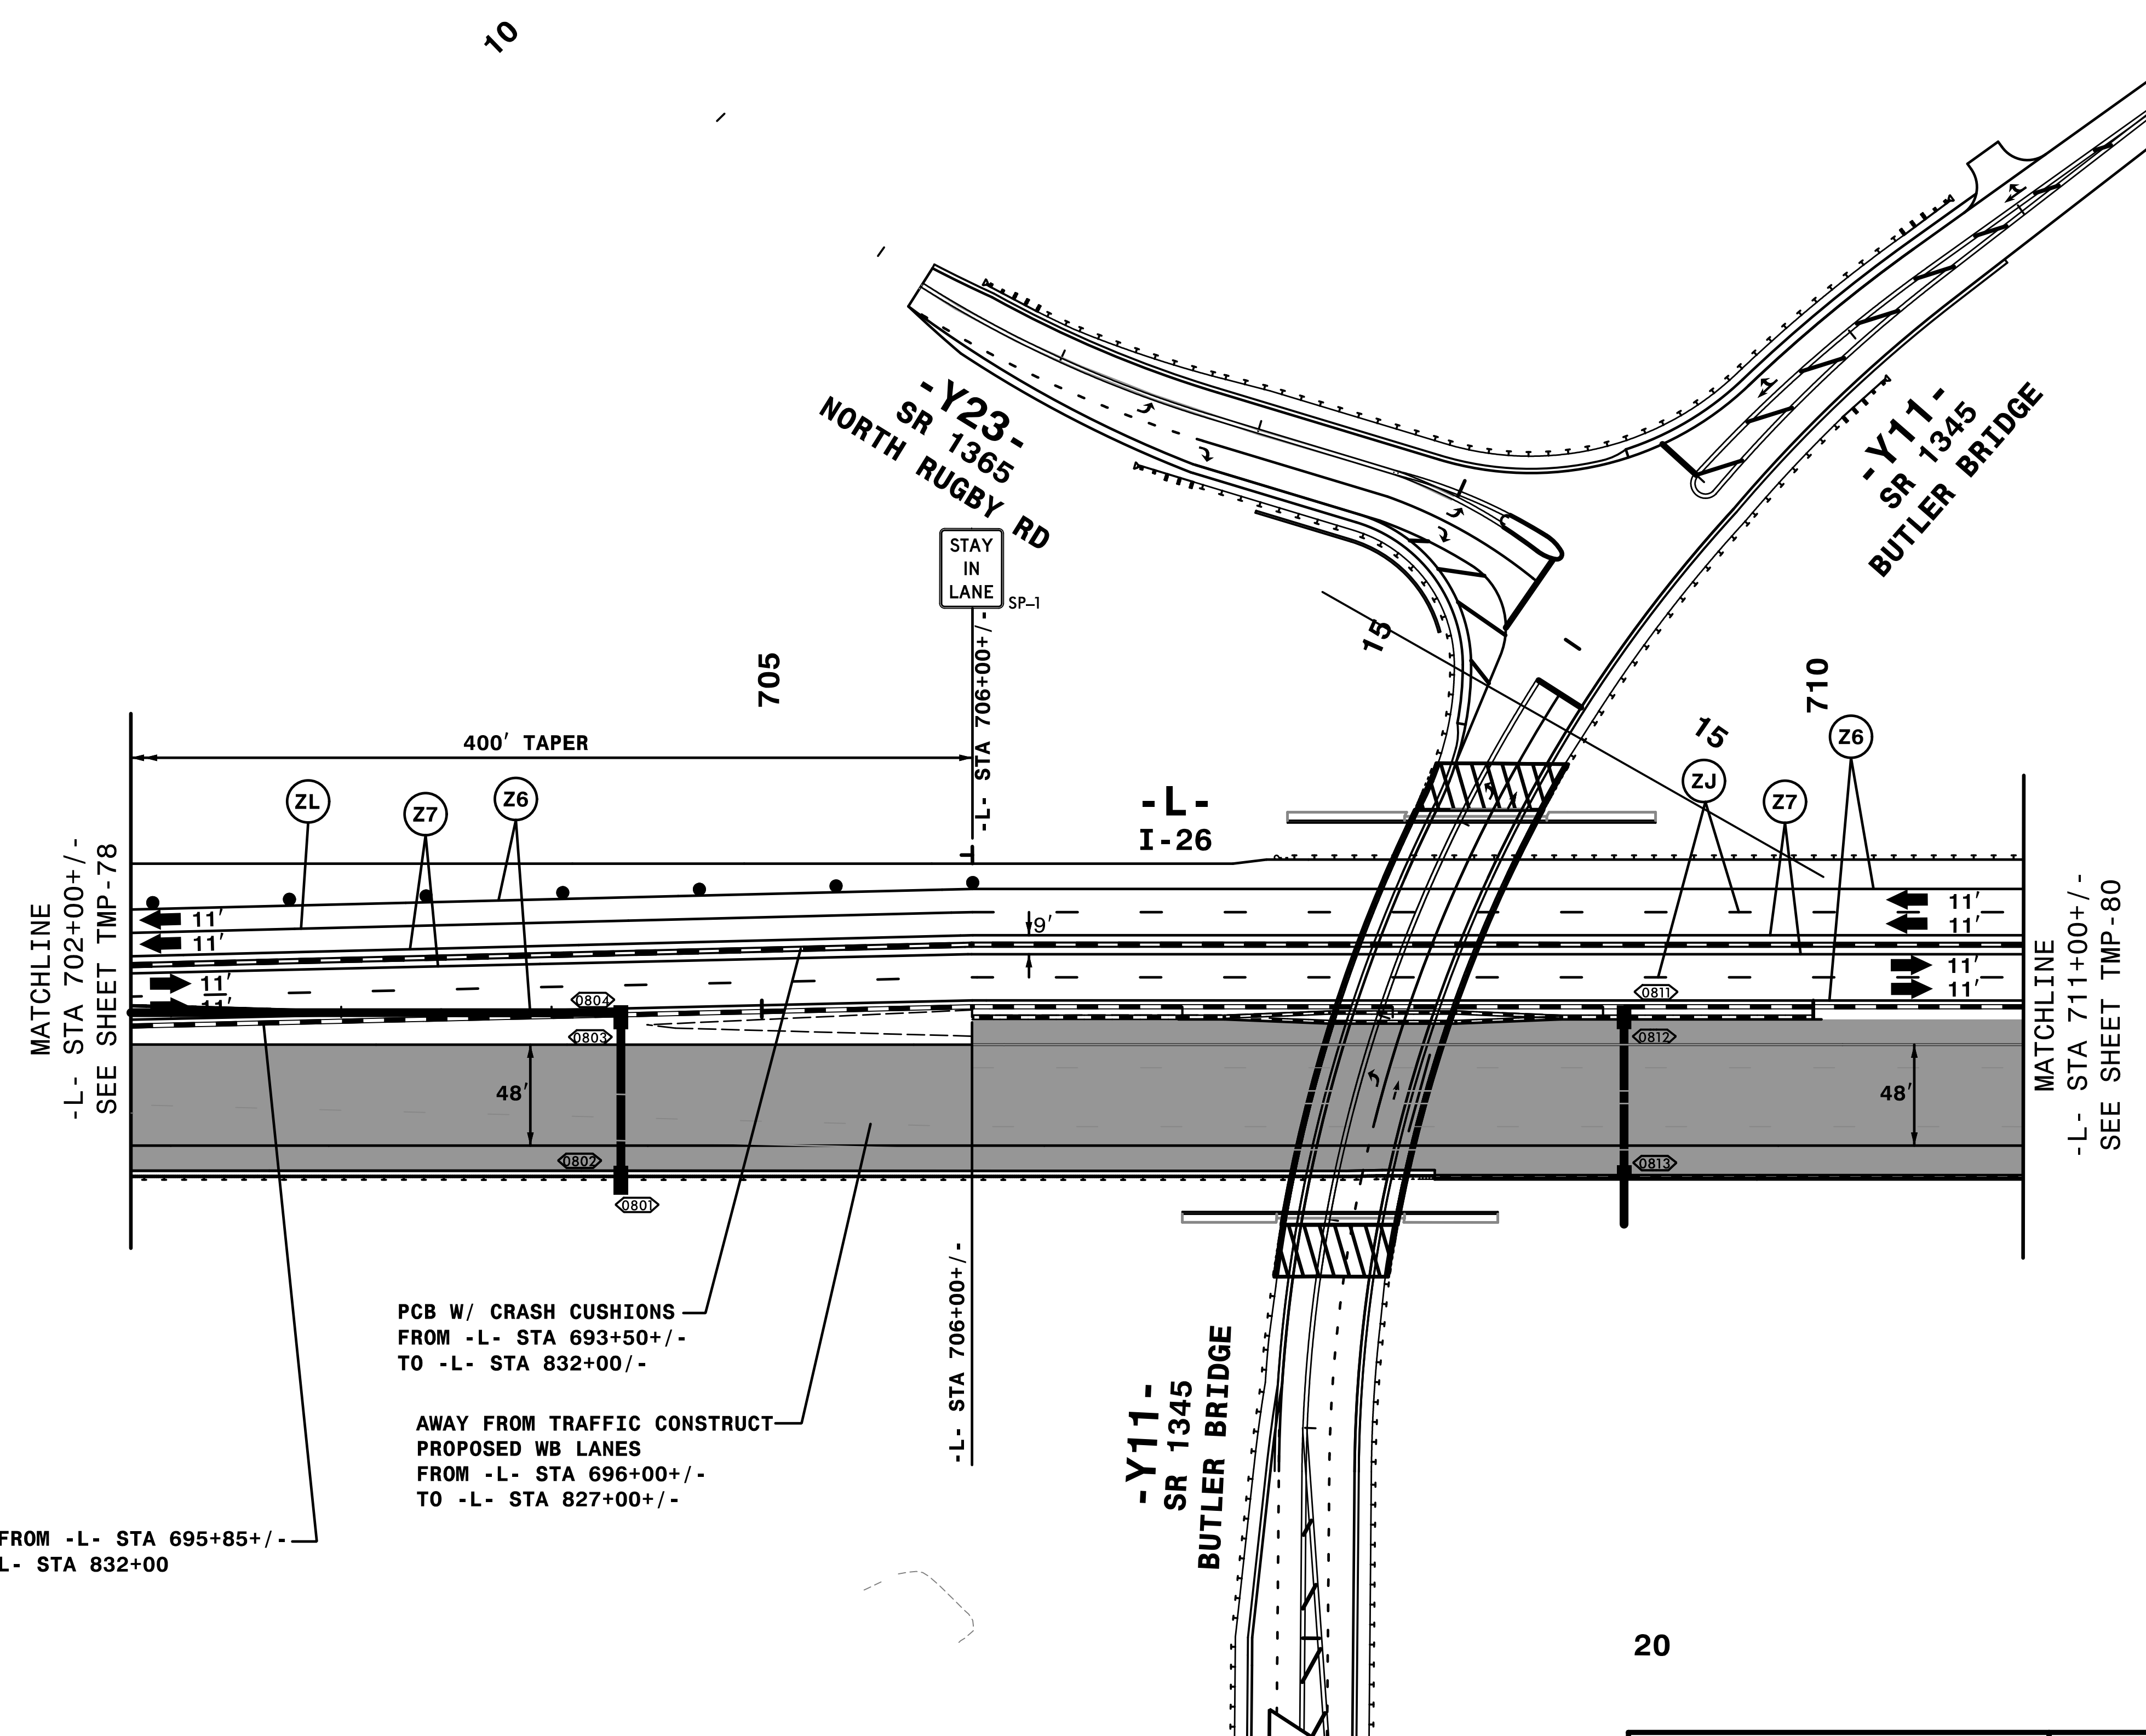 10
-Y23-
SR 1365
NORTH RUGBY RD
-Y11-
SR 1345
BUTLER BRIDGE
STAY
IN
LANE
SP-1
-L- STA 706+00+/-
705
15
710
15
400' TAPER
ZL
Z7
Z6
-L-
I-26
ZJ
Z7
Z6
MATCHLINE
-L- STA 702+00+/-
SEE SHEET TMP-78
11'
11'
11'
11'
9'
11'
11'
11'
11'
MATCHLINE
-L- STA 711+00+/-
SEE SHEET TMP-80
0804
0803
0811
0812
48'
48'
0802
0801
0813
-L- STA 706+00+/-
PCB W/ CRASH CUSHIONS
FROM -L- STA 693+50+/-
TO -L- STA 832+00/-
AWAY FROM TRAFFIC CONSTRUCT
PROPOSED WB LANES
FROM -L- STA 696+00+/-
TO -L- STA 827+00+/-
FROM -L- STA 695+85+/-
L- STA 832+00
-Y11-
SR 1345
BUTLER BRIDGE
20